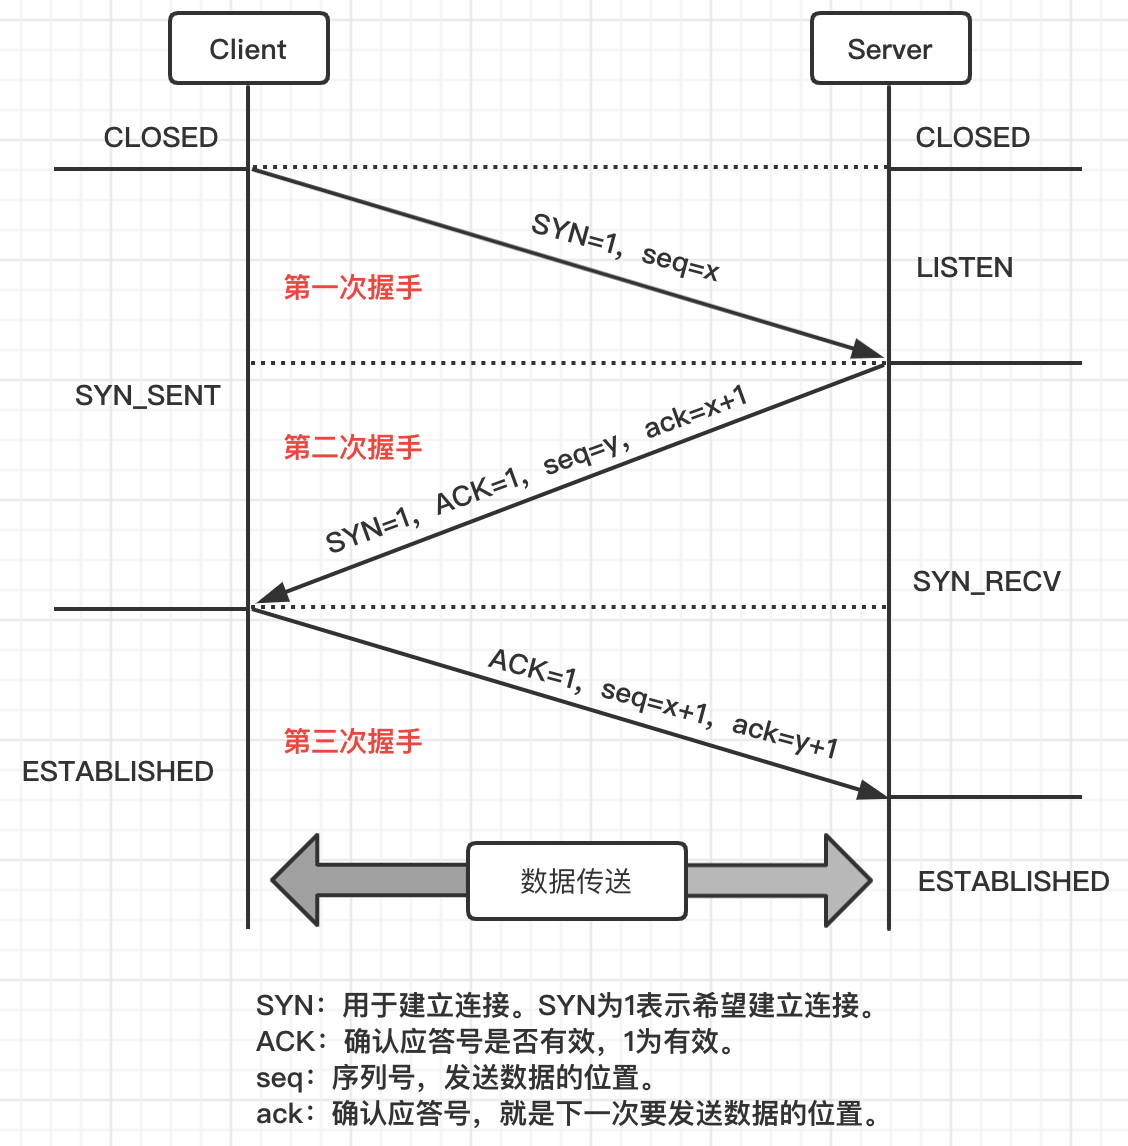 Client
Server
CLOSED
CLOSED
SYN=1，seq=x
LISTEN
第一次握手
SYN_SENT
第二次握手
SYN=1，ACK=1，seq=y，ack=x+1
SYN_RECV
ACK=1，seq=x+1，ack=y+1
第三次握手
ESTABLISHED
数据传送
ESTABLISHED
SYN：用于建立连接。SYN为1表示希望建立连接。
ACK：确认应答号是否有效，1为有效。
seq：序列号，发送数据的位置。
ack：确认应答号，就是下一次要发送数据的位置。